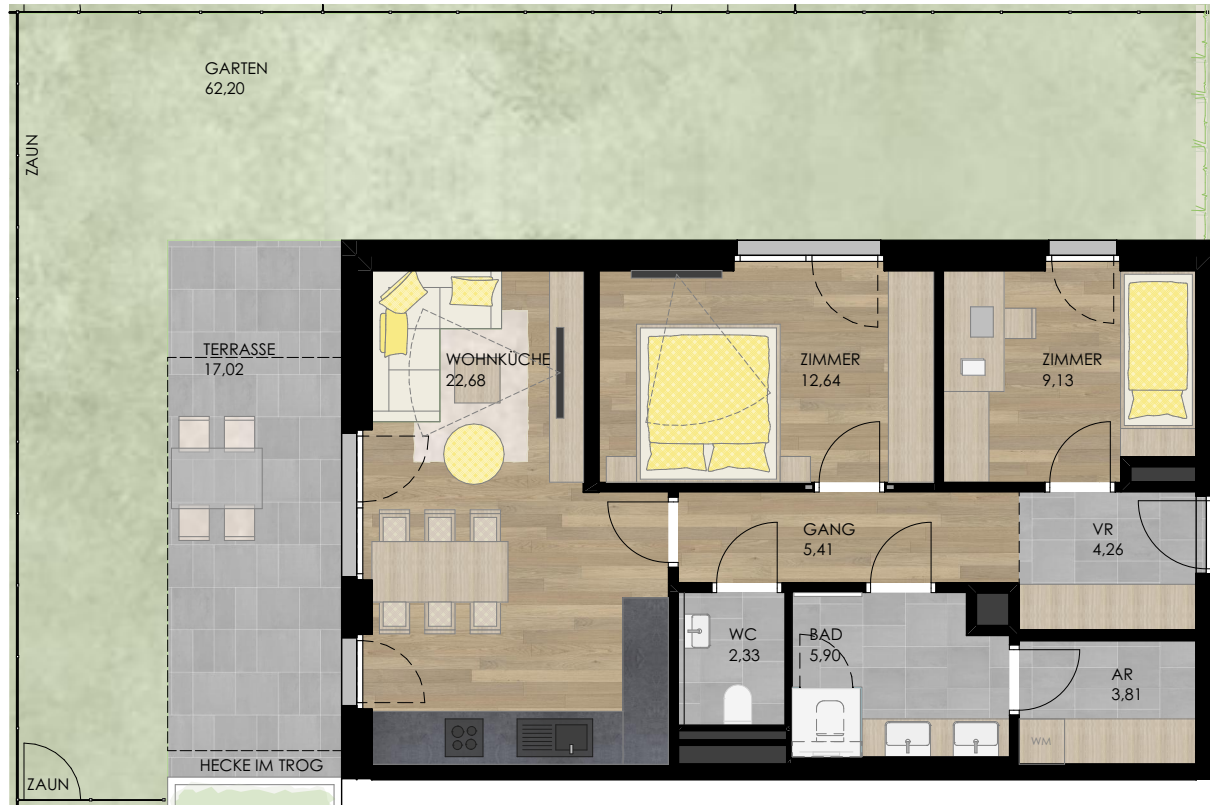 GARTEN
62,20
ZAUN
TERRASSE
17,02
WOHNKÜCHE
22,68
ZIMMER
12,64
ZIMMER
9,13
GANG
5,41
VR
4,26
WC
2,33
BAD
5,90
AR
3,81
WM
HECKE IM TROG
ZAUN